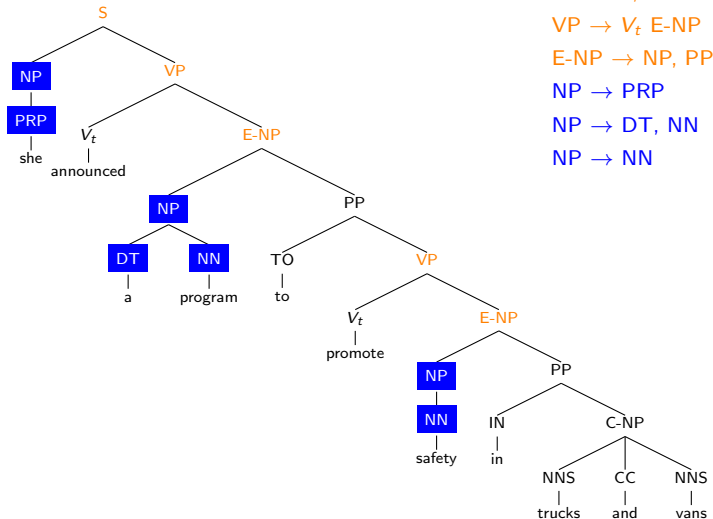 S
VP → Vt E-NP
E-NP → NP, PP
NP → PRP
NP → DT, NN
NP → NN
NP VP
PRP Vt E-NP
she announced
NP PP
DT NN TO VP
a program to
Vt E-NP
promote
NP PP
NN IN C-NP
safety in
NNS CC NNS
trucks and vans